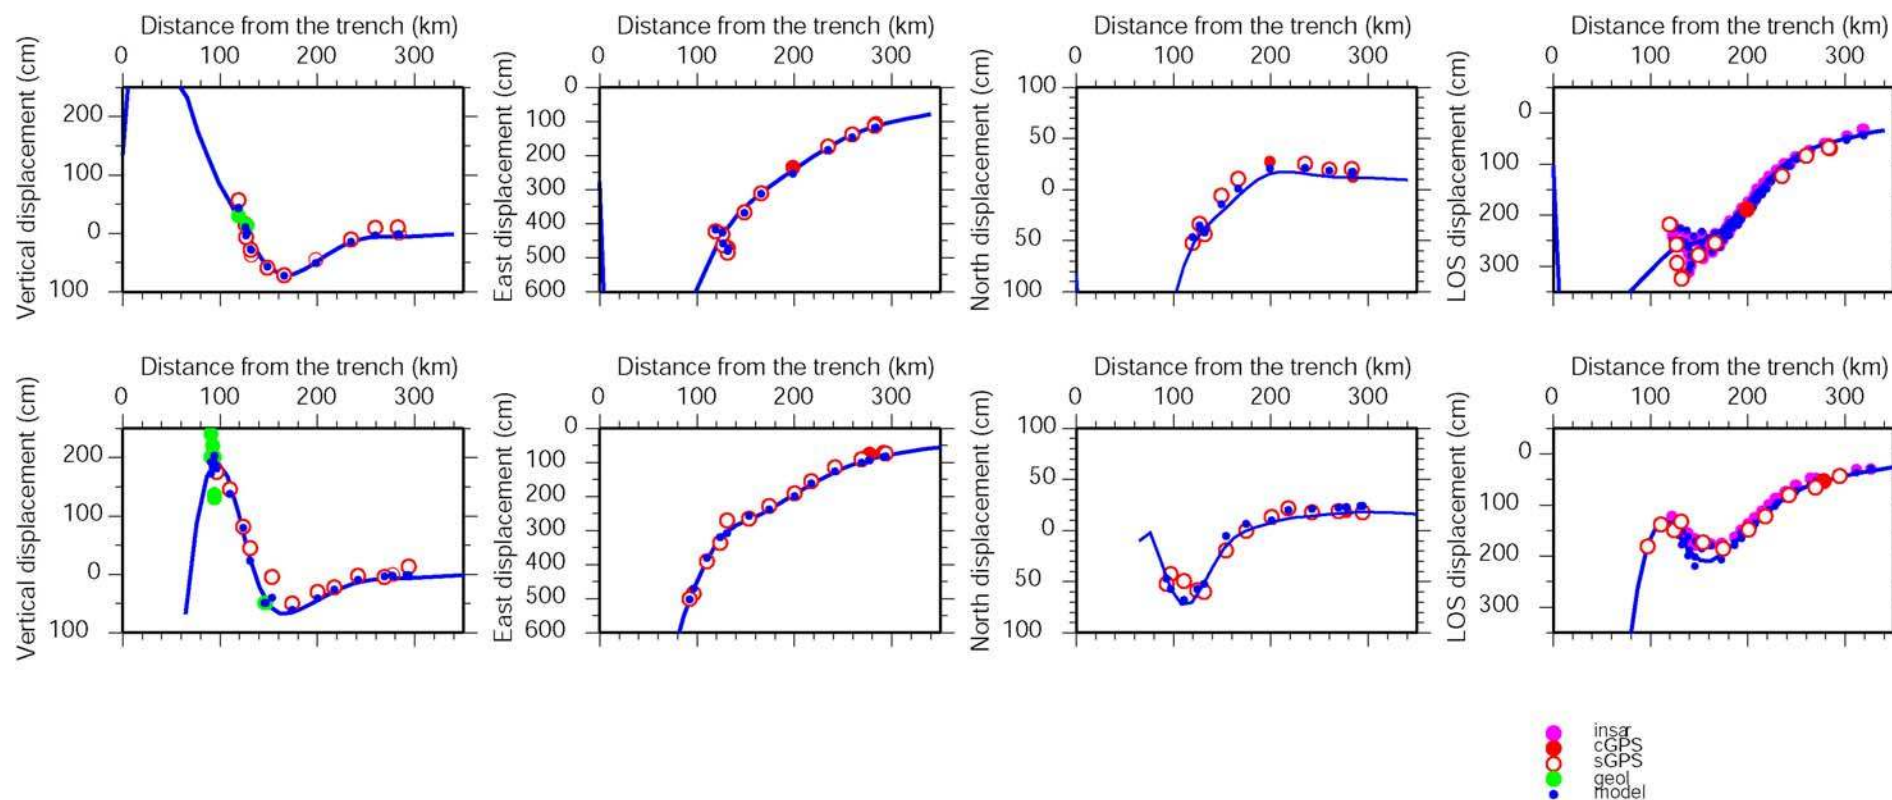 Distance from the trench (km) Distance from the trench (km) Distance from the trench (km) Distance from the trench (km)
0 100 200 300 0 100 200 300 0 100 200 300 0 100 200 300
Vertical displacement (cm)
200
100
0
100
East displacement (cm)
0
100
200
300
400
500
600
North displacement (cm)
100
50
0
50
100
LOS displacement (cm)
0
100
200
300
Distance from the trench (km) Distance from the trench (km) Distance from the trench (km) Distance from the trench (km)
0 100 200 300 0 100 200 300 0 100 200 300 0 100 200 300
Vertical displacement (cm)
200
100
0
100
East displacement (cm)
0
100
200
300
400
500
600
North displacement (cm)
100
50
0
50
100
LOS displacement (cm)
0
100
200
300
insar
cGPS
sGPS
geol
model